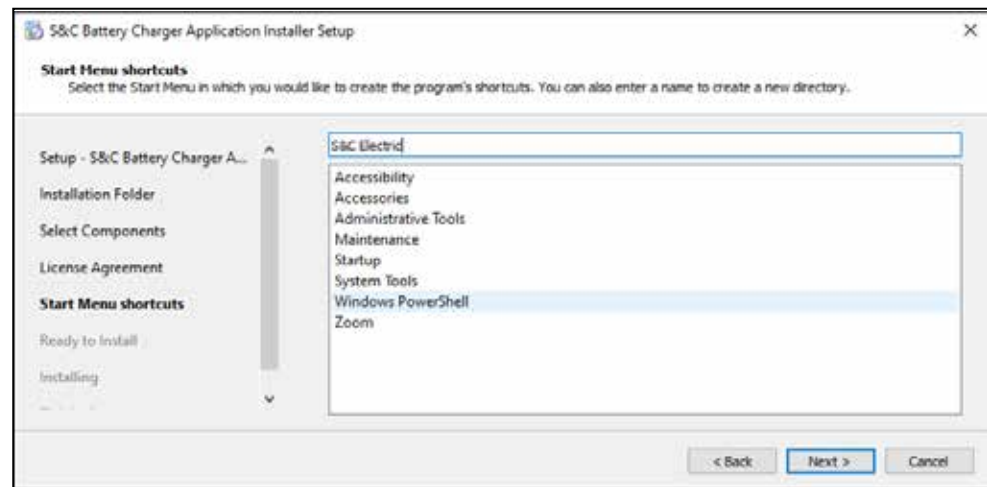 S&C Battery Charger Application Installer Setup
Start Menu shortcuts
Select the Start Menu in which you would like to create the program's shortcuts. You can also enter a name to create a new directory.
Setup - S&C Battery Charger A...
Installation Folder
Select Components
License Agreement
Start Menu shortcuts
Ready to Install
Installing
S&C Electric
Accessibility
Accessories
Administrative Tools
Maintenance
Startup
System Tools
Windows PowerShell
Zoom
< Back
Next >
Cancel